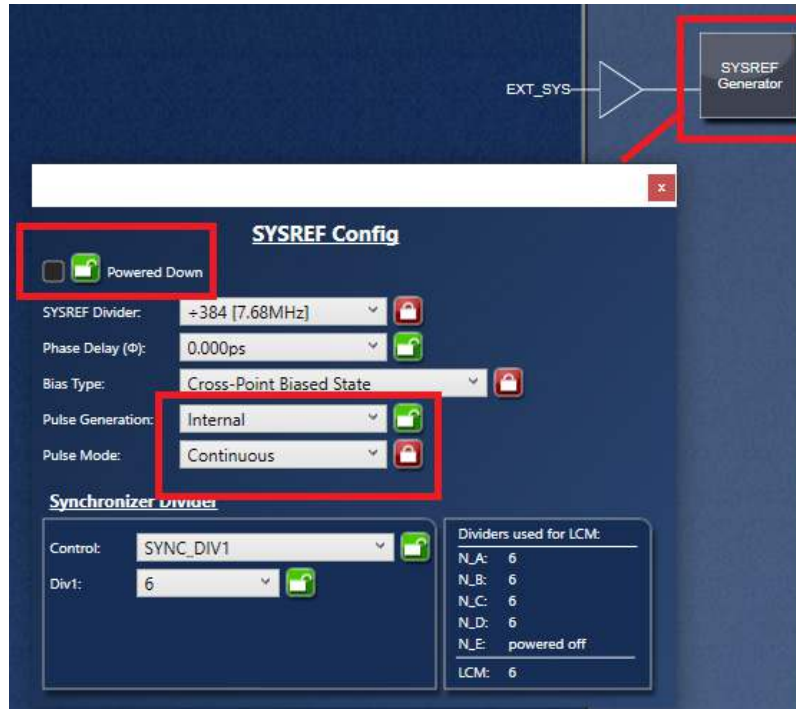 EXT_SYS
SYSREF
Generator
x
SYSREF Config
Powered Down
SYSREF Divider: ÷384 [7.68MHz]
Phase Delay (Φ): 0.000ps
Bias Type: Cross-Point Biased State
Pulse Generation: Internal
Pulse Mode: Continuous
Synchronizer Divider
Control: SYNC_DIV1
Div1: 6
Dividers used for LCM:
N_A: 6
N_B: 6
N_C: 6
N_D: 6
N_E: powered off
LCM: 6